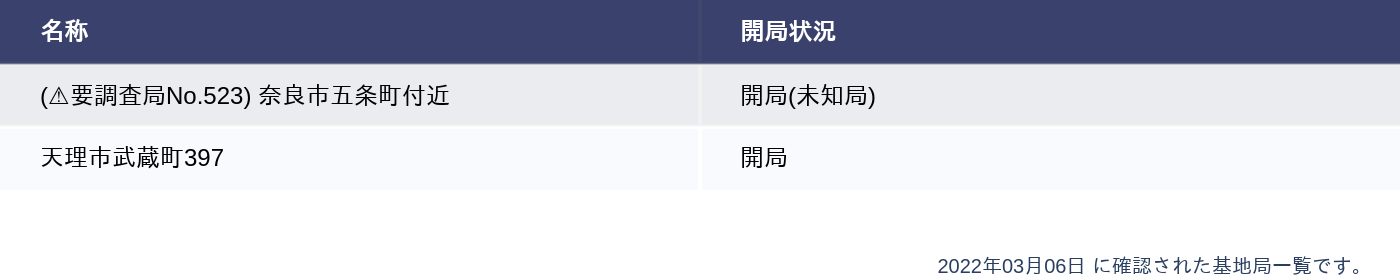 名称 開局状況
(⚠要調査局No.523) 奈良市五条町付近 開局(未知局)
天理市武蔵町397 開局
2022年03月06日 に確認された基地局一覧です。